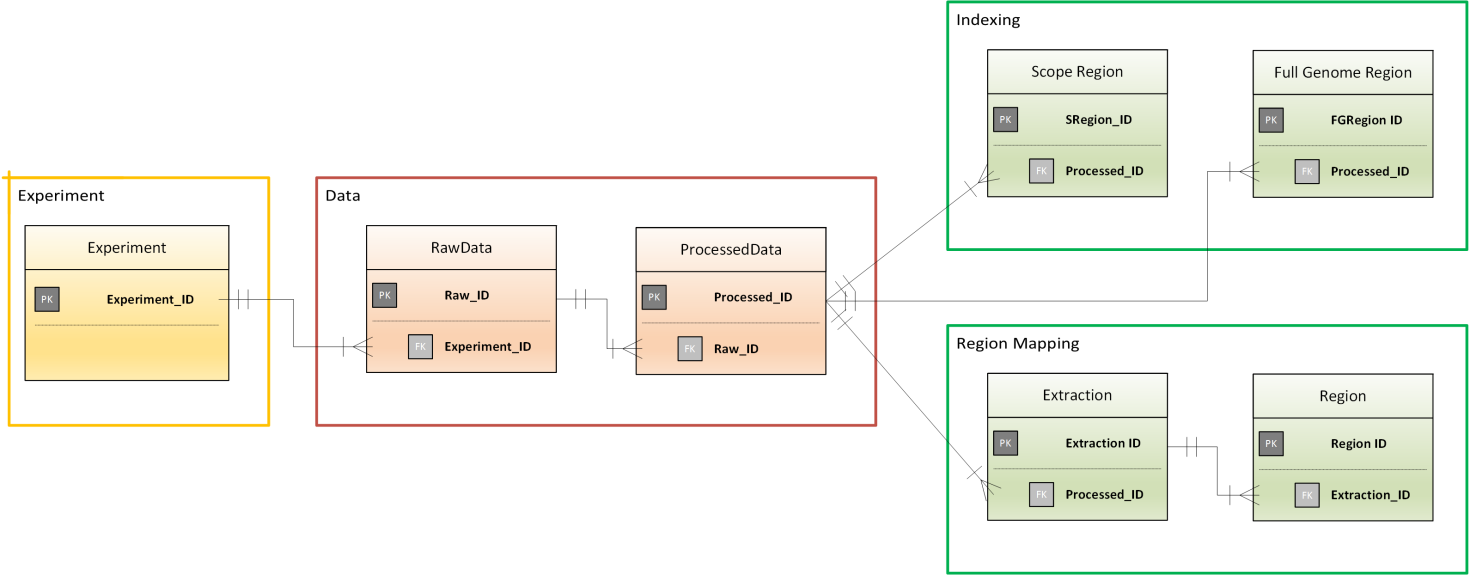 Experiment
Experiment
PK Experiment_ID
Data
RawData
PK Raw_ID
FK Experiment_ID
ProcessedData
PK Processed_ID
FK Raw_ID
Indexing
Scope Region
PK SRegion_ID
FK Processed_ID
Full Genome Region
PK FGRegion ID
FK Processed_ID
Region Mapping
Extraction
PK Extraction ID
FK Processed_ID
Region
PK Region ID
FK Extraction_ID